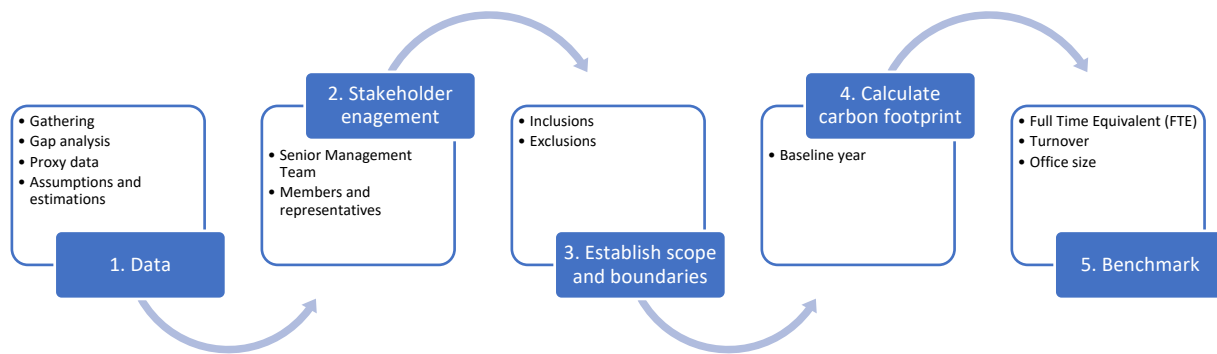 • Gathering
• Gap analysis
• Proxy data
• Assumptions and
estimations
1. Data
2. Stakeholder
enagement
• Senior Management
Team
• Members and
representatives
• Inclusions
• Exclusions
3. Establish scope
and boundaries
4. Calculate
carbon footprint
• Baseline year
• Full Time Equivalent (FTE)
• Turnover
• Office size
5. Benchmark